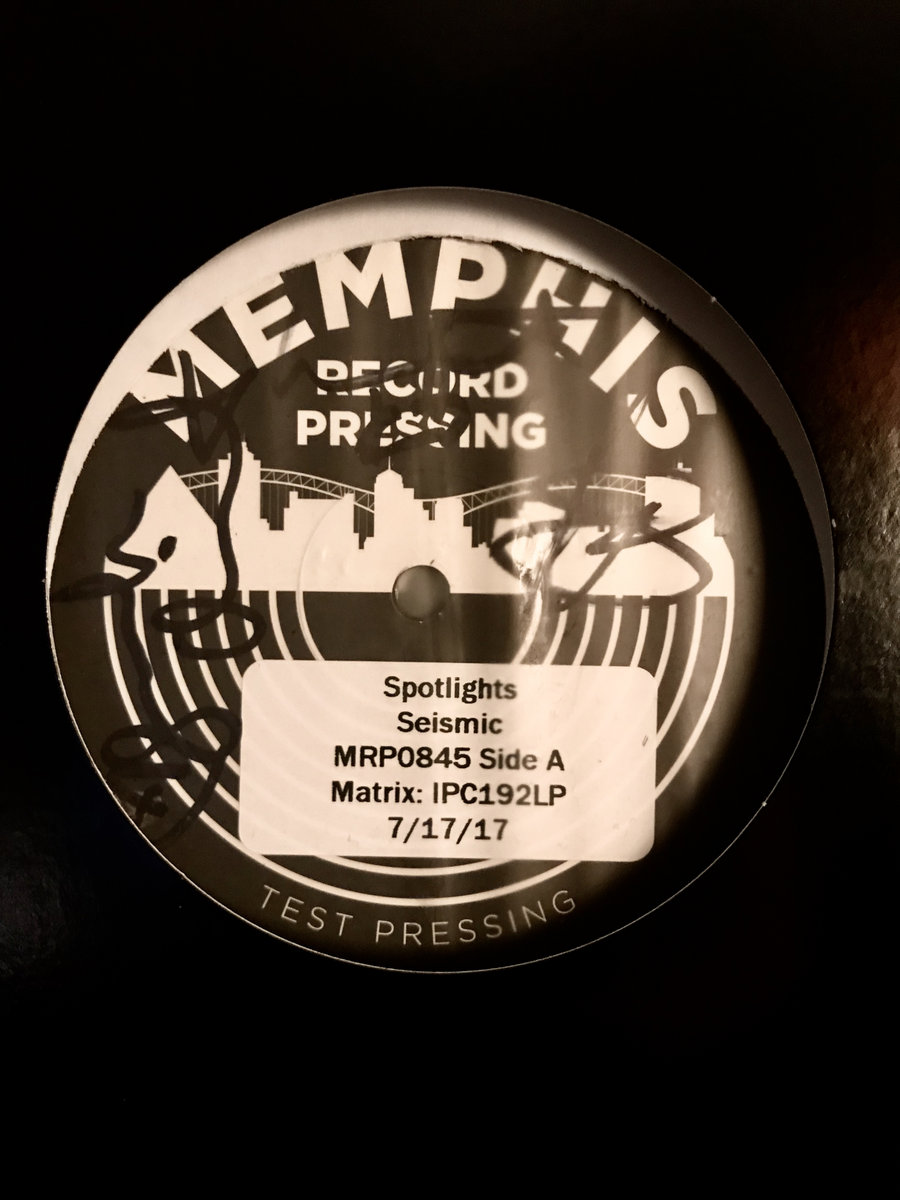 MEMPHIS
RECORD
PRESSING
Spotlights
Seismic
MRP0845 Side A
Matrix: IPC192LP
7/17/17
TEST PRESSING